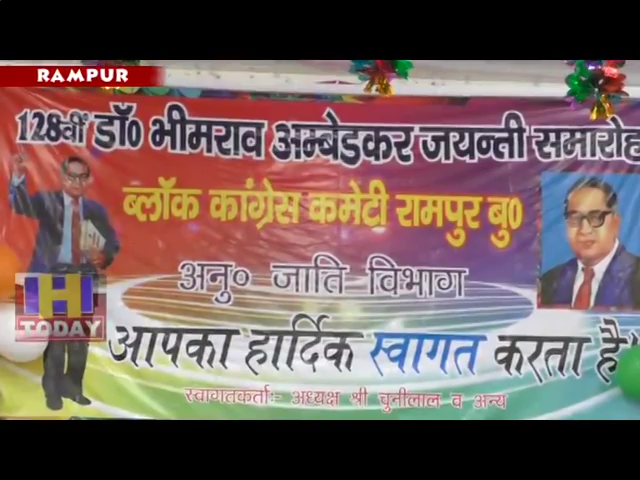 RAMPUR
128वीं डॉ० भीमराव अम्बेडकर जयन्ती समारोह
ब्लॉक कांग्रेस कमेटी रामपुर बु०
अनु० जाति विभाग
H
TODAY
आपका हार्दिक स्वागत करता है
स्वागतकर्ताः- अध्यक्ष श्री चुनीलाल व अन्य